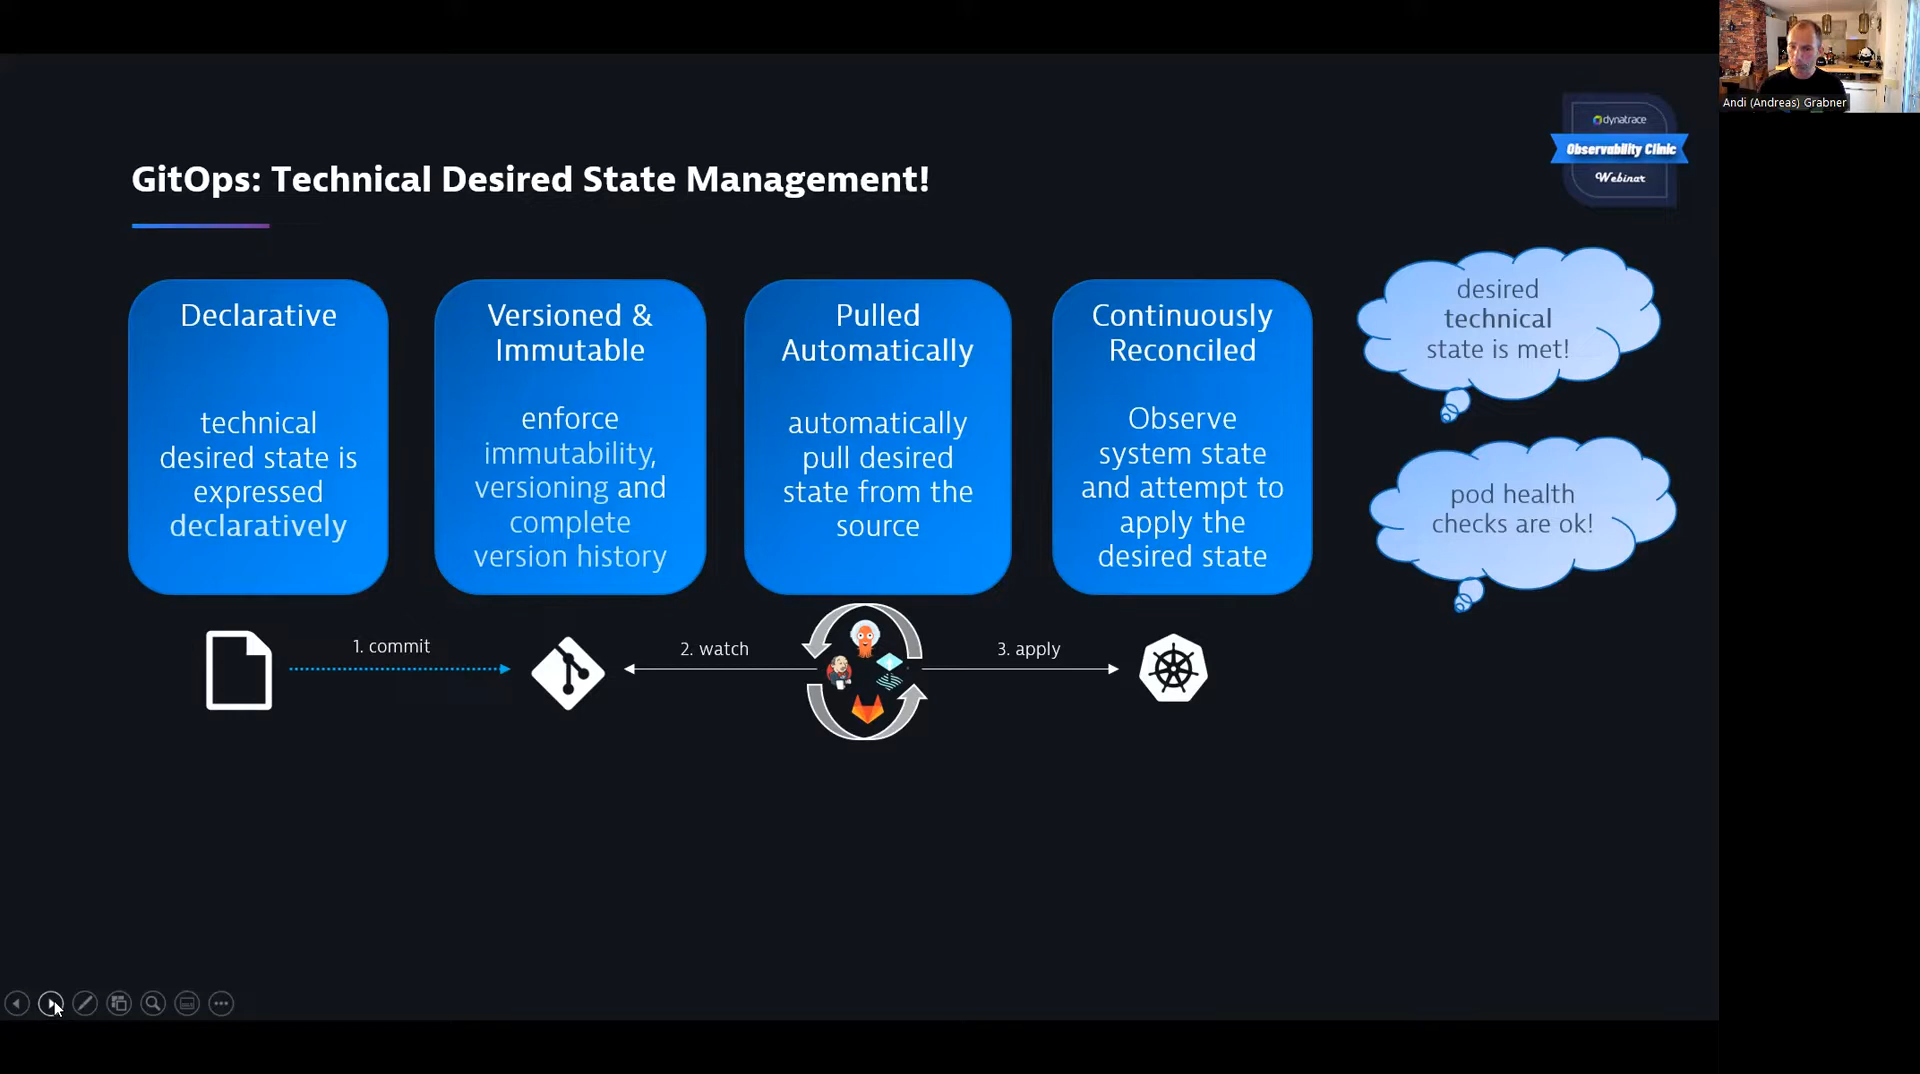 Andi (Andreas) Grabner
dynatrace
Observability Clinic
Webinar
GitOps: Technical Desired State Management!
Declarative
technical
desired state is
expressed
declaratively
Versioned &
Immutable
enforce
immutability,
versioning and
complete
version history
Pulled
Automatically
automatically
pull desired
state from the
source
Continuously
Reconciled
Observe
system state
and attempt to
apply the
desired state
desired
technical
state is met!
pod health
checks are ok!
1. commit
2. watch
3. apply